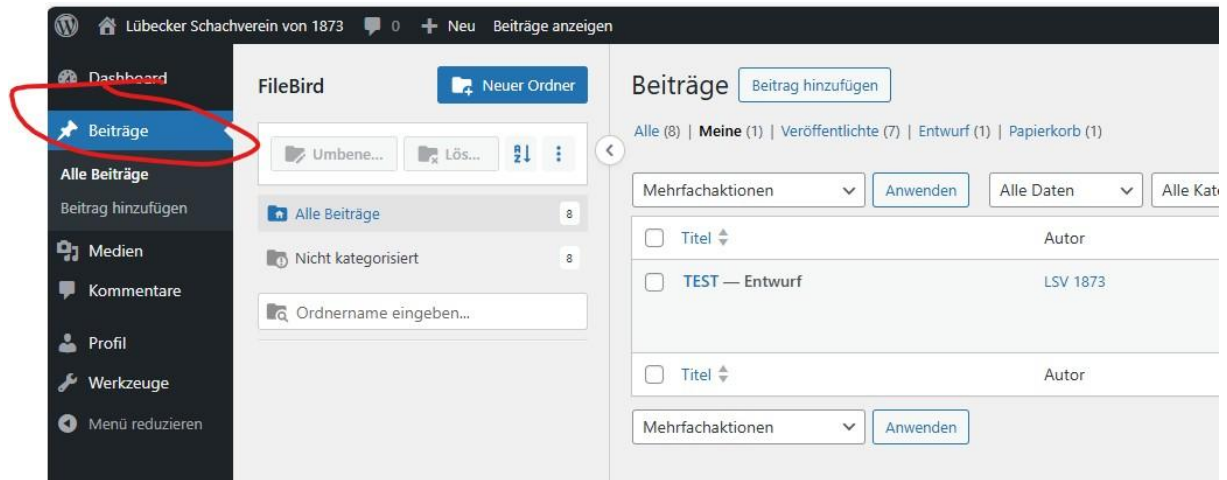 Lübecker Schachverein von 1873 0 Neu Beiträge anzeigen
Dashboard
Beiträge
Alle Beiträge
Beitrag hinzufügen
Medien
Kommentare
Profil
Werkzeuge
Menü reduzieren
FileBird Neuer Ordner
Umbene... Lös...
Alle Beiträge 8
Nicht kategorisiert 8
Ordnername eingeben...
Beiträge Beitrag hinzufügen
Alle (8) | Meine (1) | Veröffentlichte (7) | Entwurf (1) | Papierkorb (1)
Mehrfachaktionen Anwenden Alle Daten Alle Kate
Titel Autor
TEST — Entwurf LSV 1873
Titel Autor
Mehrfachaktionen Anwenden